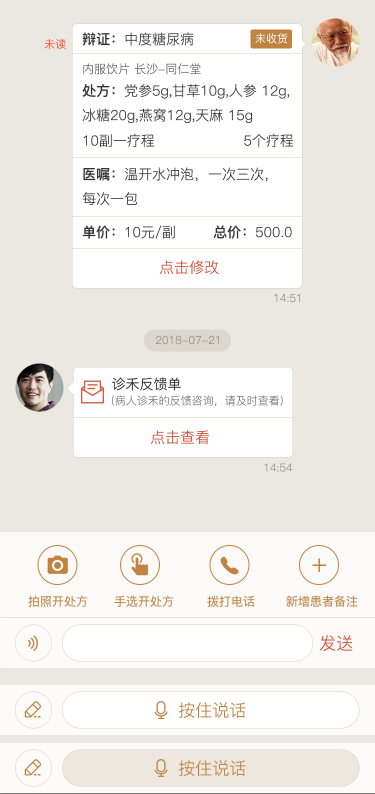 未读
辩证：中度糖尿病
未收货
内服饮片 长沙-同仁堂
处方：党参5g,甘草10g,人参 12g,
冰糖20g,燕窝12g,天麻 15g
10副一疗程 5个疗程
医嘱：温开水冲泡，一次三次，
每次一包
单价：10元/副 总价：500.0
点击修改
14:51
2018-07-21
诊禾反馈单
(病人诊禾的反馈咨询，请及时查看)
点击查看
14:54
拍照开处方 手选开处方 拨打电话 新增患者备注
发送
按住说话
按住说话